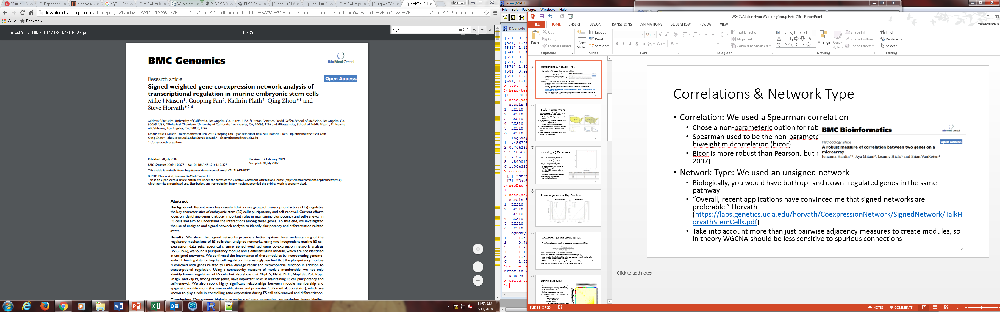 03:00:44 - V
Eigengene
blockwiseM
eQTL - Goo
WGCNA: R
Whole brai
PLOS ONE:
PLOS Com
pcbi.10010
pcbi.10010
WGCNA pa
signedTOM
art%3A10.1
Lauren
download.springer.com/static/pdf/521/art%253A10.1186%252F1471-2164-10-327.pdf?originUrl=http%3A%2F%2Fbmcgenomics.biomedcentral.com%2Farticle%2F10.1186%2F1471-2164-10-327&token2=exp=
Apps Bookmarks
art%3A10.1186%2F1471-2164-10-327.pdf
1 / 25
signed
2 of 215
BMC Genomics
BioMed Central
Research article
Open Access
Signed weighted gene co-expression network analysis of
transcriptional regulation in murine embryonic stem cells
Mike J Mason1, Guoping Fan2, Kathrin Plath3, Qing Zhou*1 and
Steve Horvath*2,4
Address: 1Statistics, University of California, Los Angeles, CA, 90095, USA, 2Human Genetics, David Geffen School of Medicine, Los Angeles, CA,
90095, USA, 3Biological Chemistry, University of California, Los Angeles, CA, 90095, USA and 4Biostatistics, School of Public Health, University
of California, Los Angeles, CA, 90095, USA
Email: Mike J Mason - mjrmason@stat.ucla.edu; Guoping Fan - gfan@mednet.ucla.edu; Kathrin Plath - kplath@mednet.ucla.edu;
Qing Zhou* - zhou@stat.ucla.edu; Steve Horvath* - shorvath@mednet.ucla.edu
* Corresponding authors
Published: 20 July 2009
BMC Genomics 2009, 10:327 doi:10.1186/1471-2164-10-327
Received: 17 February 2009
Accepted: 20 July 2009
This article is available from: http://www.biomedcentral.com/1471-2164/10/327
© 2009 Mason et al; licensee BioMed Central Ltd.
This is an Open Access article distributed under the terms of the Creative Commons Attribution License (http://creativecommons.org/licenses/by/2.0),
which permits unrestricted use, distribution, and reproduction in any medium, provided the original work is properly cited.
Abstract
Background: Recent work has revealed that a core group of transcription factors (TFs) regulates
the key characteristics of embryonic stem (ES) cells: pluripotency and self-renewal. Current efforts
focus on identifying genes that play important roles in maintaining pluripotency and self-renewal in
ES cells and aim to understand the interactions among these genes. To that end, we investigated
the use of unsigned and signed network analysis to identify pluripotency and differentiation related
genes.
Results: We show that signed networks provide a better systems level understanding of the
regulatory mechanisms of ES cells than unsigned networks, using two independent murine ES cell
expression data sets. Specifically, using signed weighted gene co-expression network analysis
(WGCNA), we found a pluripotency module and a differentiation module, which are not identified
in unsigned networks. We confirmed the importance of these modules by incorporating genome-
wide TF binding data for key ES cell regulators. Interestingly, we find that the pluripotency module
is enriched with genes related to DNA damage repair and mitochondrial function in addition to
transcriptional regulation. Using a connectivity measure of module membership, we not only
identify known regulators of ES cells but also show that Mrpl15, Msh6, Nrf1, Nup133, Ppif, Rbpj,
Sh3gl2, and Zfp39, among other genes, have important roles in maintaining ES cell pluripotency and
self-renewal. We also report highly significant relationships between module membership and
epigenetic modifications (histone modifications and promoter CpG methylation status), which are
known to play a role in controlling gene expression during ES cell self-renewal and differentiation.
Conclusion: Our systems biologic re-analysis of gene expression, transcription factor binding,
11:53 AM
2/11/2016
RGui (64-bit)
File Edit Packages Windows Help
R Console
[511] 0.54
[521] 1.66
[531] 1.11
[541] 1.86
[551] 0.00
[561] 0.52
[571] 1.50
[581] 0.99
[591] 1.28
[601] 1.13
> test = s
> head(tes
[1] 1.70 1
> head(dat
strain S
1 LXS10
2 LXS10
3 LXS10
4 LXS10
5 LXS10
6 LXS10
logEday
1 1.456795
2 0.764241
3 1.185623
4 1.106169
5 1.54001
6 1.504320
> colnames
[1] "stra
[7] "Day3
> newDat =
+ )
> head(new
strain S
1 LXS10
2 LXS10
3 LXS10
4 LXS10
5 LXS10
6 LXS10
logEday3
1 1.50
2 0.76
3 1.20
4 1.10
5 1.50
6 1.50
> write.ta
Error in w
unused a
> write.ta
>
WGCNAtalk.networkWorkingGroup.Feb2016 - PowerPoint
Vanderlinden,
FILE HOME INSERT DESIGN TRANSITIONS ANIMATIONS SLIDE SHOW REVIEW VIEW
Paste
Cut
Copy
Format Painter
Clipboard
New Slide
Layout
Reset
Section
Slides
22+
Font
Text Direction
Align Text
Convert to SmartArt
Paragraph
Arrange
Quick Styles
Shape Fill
Shape Outline
Shape Effects
Drawing
Find
Replace
Select
Editing
5
Correlations & Network Type
6
Scale-Free Networks
7
Choosing a β Parameter
8
Power Adjacency vs Step Function
9
Topological Overlap Matrix (TOM)
10
Defining Modules
Correlations & Network Type
• Correlation: We used a Spearman correlation
• Chose a non-parameteric option for rob
• Spearman used to be the non-paramete
biweight midcorrelation (bicor)
• Bicor is more robust than Pearson, but r
2007)
BMC Bioinformatics
BioMed Central
Methodology article
Open Access
A robust measure of correlation between two genes on a
microarray
Johanna Hardin*1, Aya Mitani2, Leanne Hicks3 and Brian VanKoten4
• Network Type: We used an unsigned network
• Biologically, you would have both up- and down- regulated genes in the same
pathway
• “Overall, recent applications have convinced me that signed networks are
preferable.” Horvath
(https://labs.genetics.ucla.edu/horvath/CoexpressionNetwork/SignedNetwork/TalkH
orvathStemCells.pdf)
• Take into account more than just pairwise adjacency measures to create modules, so
in theory WGCNA should be less sensitive to spurious connections
5
Click to add notes
SLIDE 5 OF 29
NOTES
COMMENTS